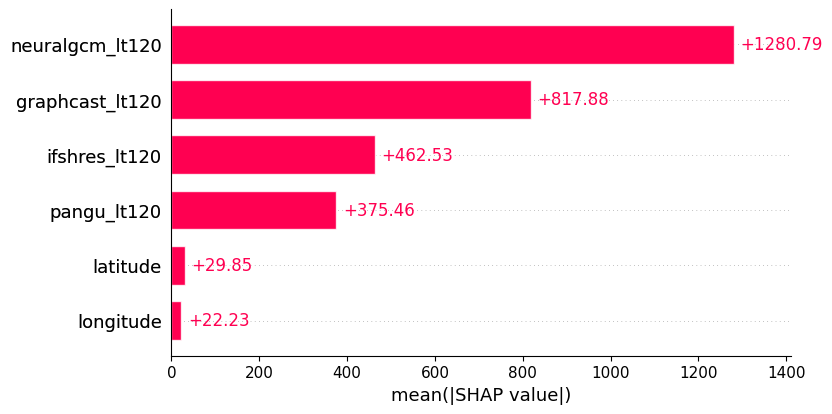 neuralgcm_lt120 +1280.79
graphcast_lt120 +817.88
ifshres_lt120 +462.53
pangu_lt120 +375.46
latitude +29.85
longitude +22.23
0 200 400 600 800 1000 1200 1400
mean(|SHAP value|)